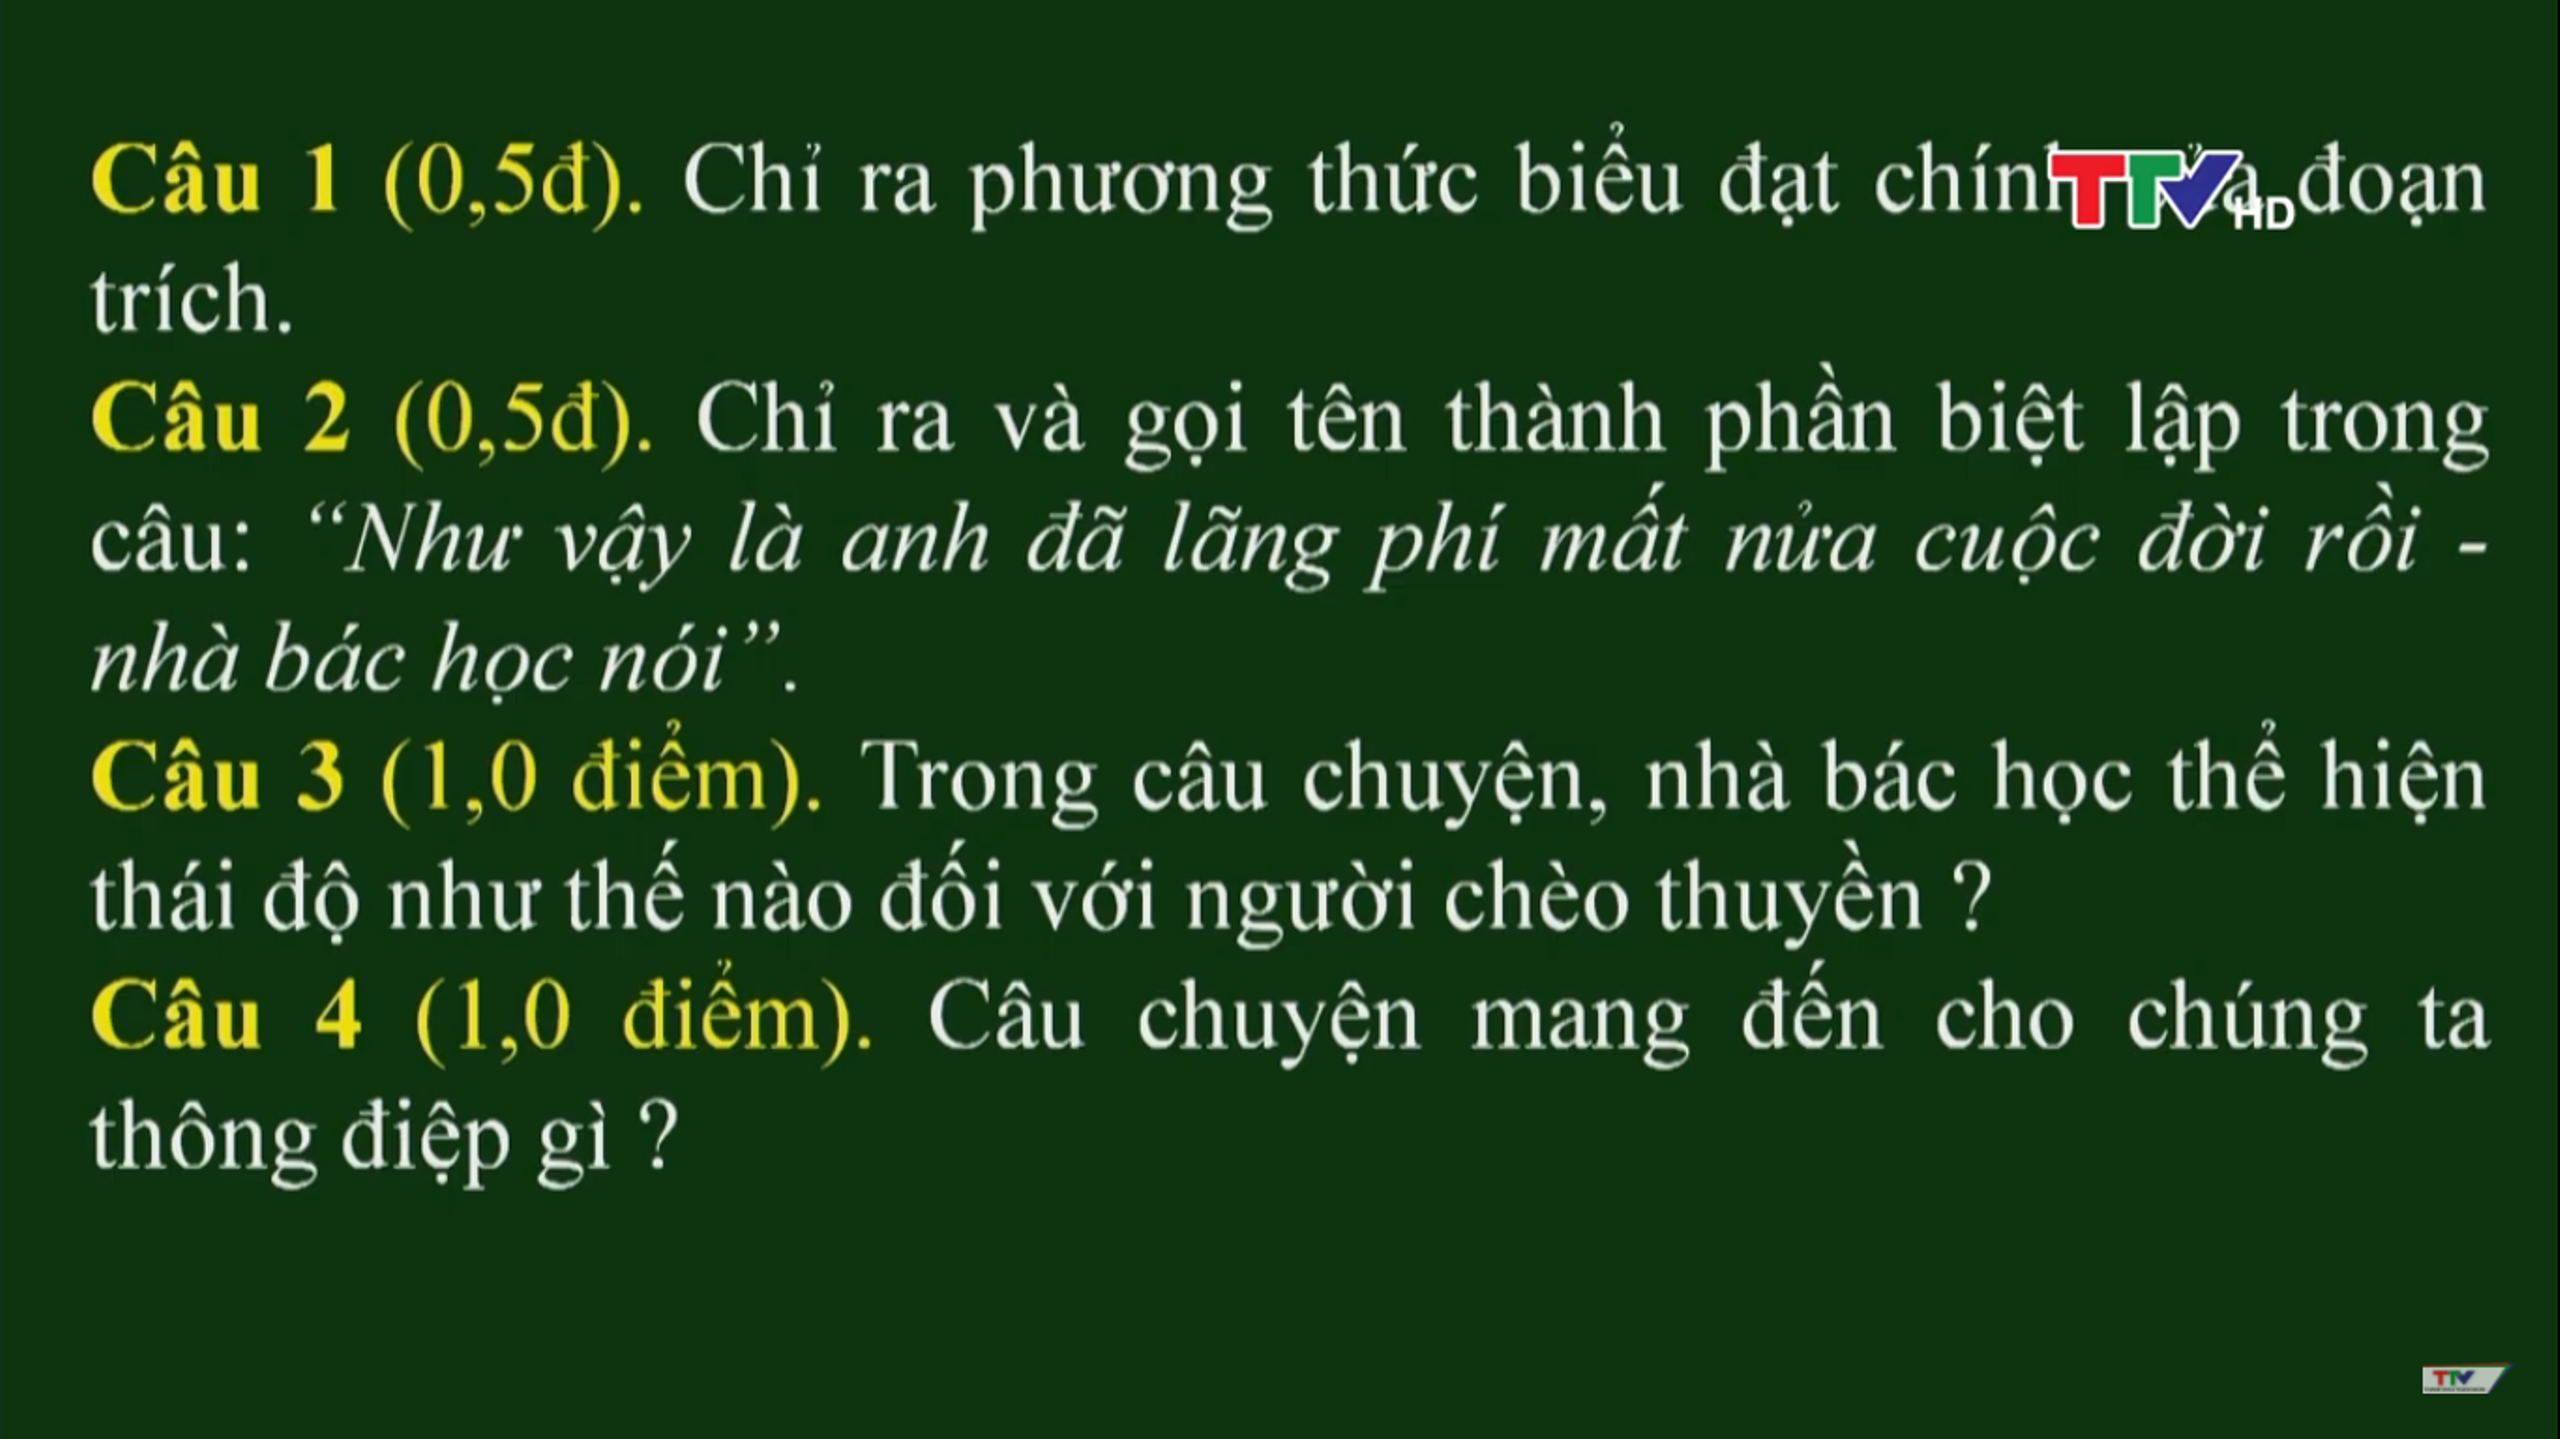 Câu 1 (0,5đ). Chỉ ra phương thức biểu đạt đoạn
TTV HD
trích.
Câu 2 (0,5đ). Chỉ ra và gọi tên thành phần biệt lập trong
câu: “Như vậy là anh đã lãng phí mất nửa cuộc đời rồi -
nhà bác học nói”.
Câu 3 (1,0 điểm). Trong câu chuyện, nhà bác học thể hiện
thái độ như thế nào đối với người chèo thuyền ?
Câu 4 (1,0 điểm). Câu chuyện mang đến cho chúng ta
thông điệp gì ?
TTV